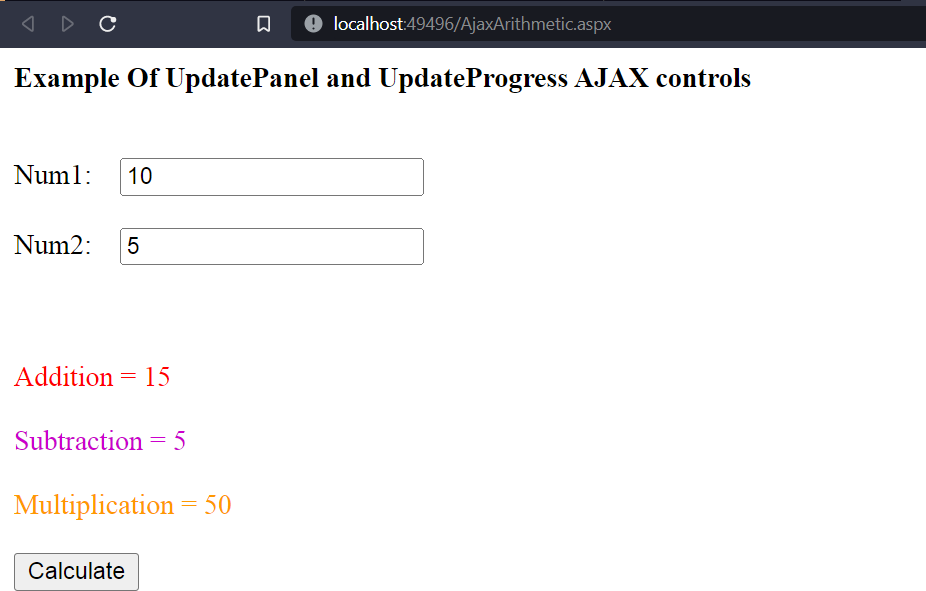 localhost:49496/AjaxArithmetic.aspx
Example Of UpdatePanel and UpdateProgress AJAX controls
Num1: 10
Num2: 5
Addition = 15
Subtraction = 5
Multiplication = 50
Calculate